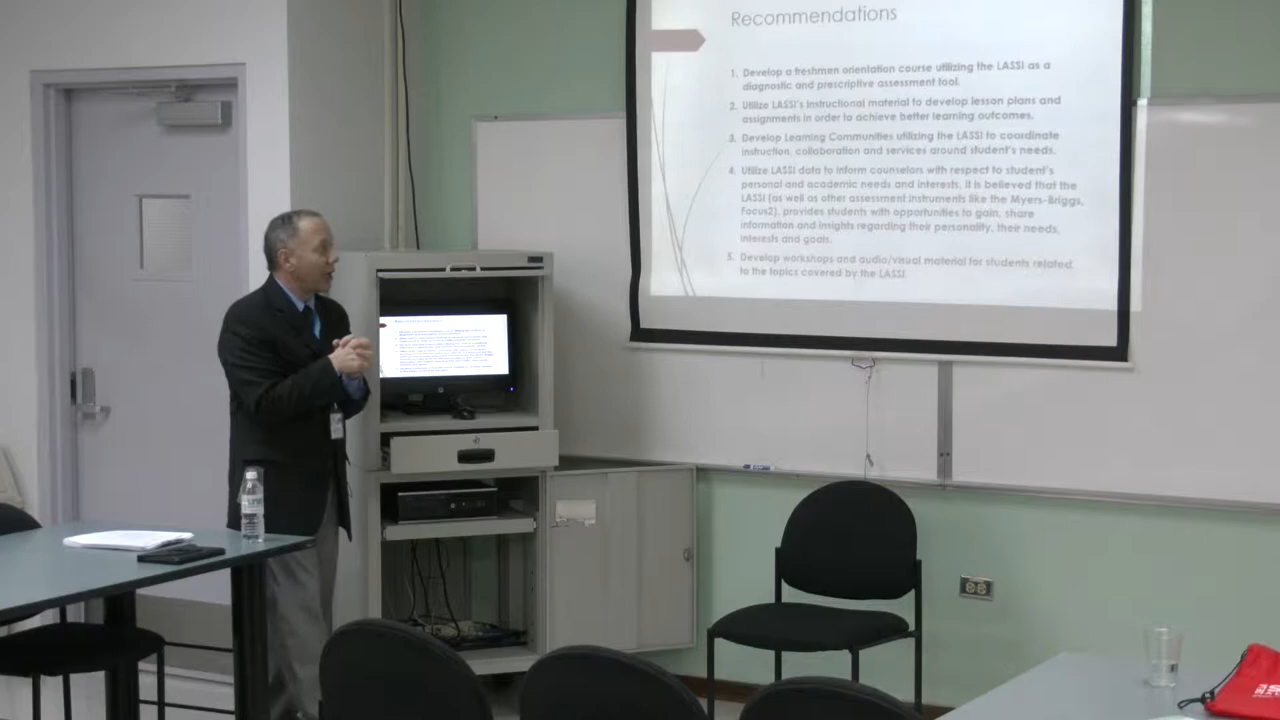 Recommendations
1. Develop a freshmen orientation course utilizing the LASSI as a
diagnostic and prescriptive assessment tool.
2. Utilize LASSI's instructional material to develop lesson plans and
assignments in order to achieve better learning outcomes.
3. Develop Learning Communities utilizing the LASSI to coordinate
instruction, collaboration and services around student's needs.
4. Utilize LASSI data to inform counselors with respect to student's
personal and academic needs and interests. It is believed that the
LASSI (as well as other assessment instruments like the Myers-Briggs,
Focus2), provides students with opportunities to gain, share
information and insights regarding their personality, their needs,
interests and goals.
5. Develop workshops and audio/visual material for students related
to the topics covered by the LASSI